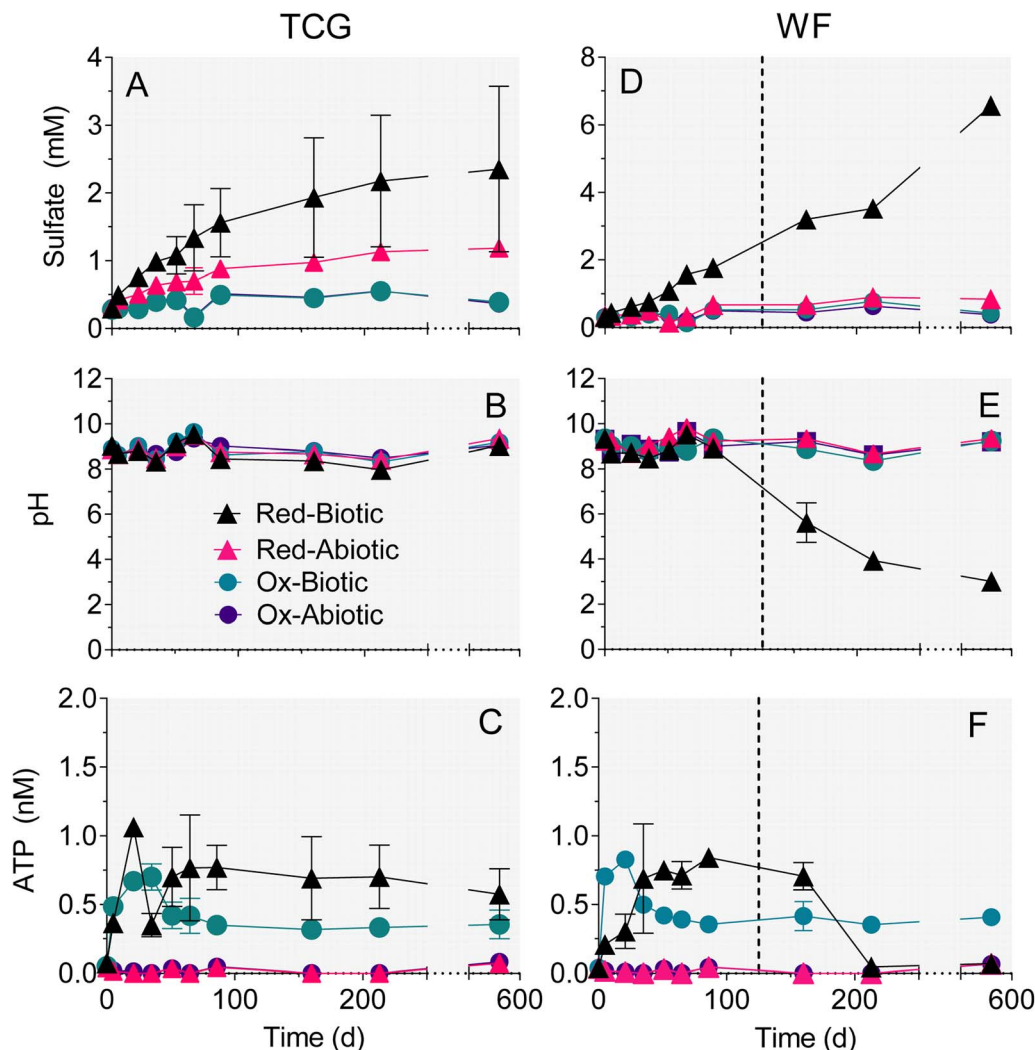 TCG
WF
Sulfate (mM)
4
3
2
1
0
A
8
6
4
2
0
D
pH
12
10
8
6
4
2
0
B
Red-Biotic
Red-Abiotic
Ox-Biotic
Ox-Abiotic
12
10
8
6
4
2
0
E
ATP (nM)
2.0
1.5
1.0
0.5
0.0
C
2.0
1.5
1.0
0.5
0.0
F
0 100 200 600
0 100 200 600
Time (d)
Time (d)